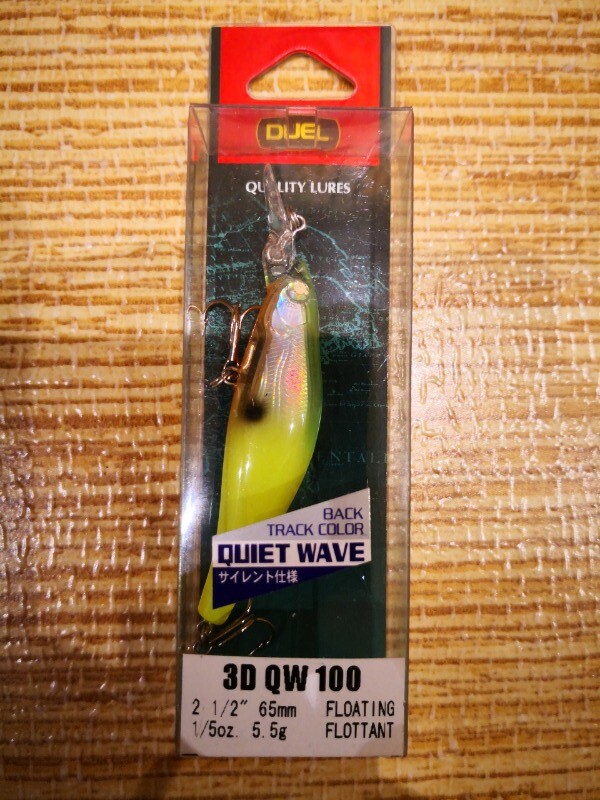 DUEL
QUALITY LURES
BACK
TRACK COLOR
QUIET WAVE
サイレント仕様
3D QW 100
2 1/2" 65mm FLOATING
1/5oz. 5.5g FLOTTANT